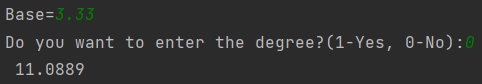 Base=3.33
Do you want to enter the degree?(1-Yes, 0-No):0
11.0889